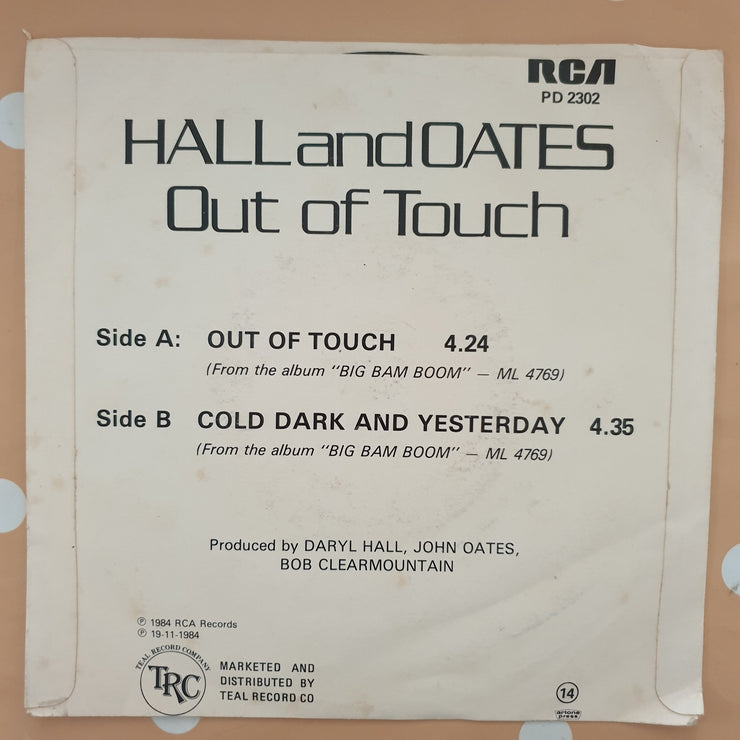 RCA
PD 2302
HALL and OATES
Out of Touch
Side A: OUT OF TOUCH 4.24
(From the album "BIG BAM BOOM" — ML 4769)
Side B COLD DARK AND YESTERDAY 4.35
(From the album "BIG BAM BOOM" — ML 4769)
Produced by DARYL HALL, JOHN OATES,
BOB CLEARMOUNTAIN
℗ 1984 RCA Records
℗ 19-11-1984
TEAL RECORD COMPANY
TRC
MARKETED AND
DISTRIBUTED BY
TEAL RECORD CO
14
artone
press